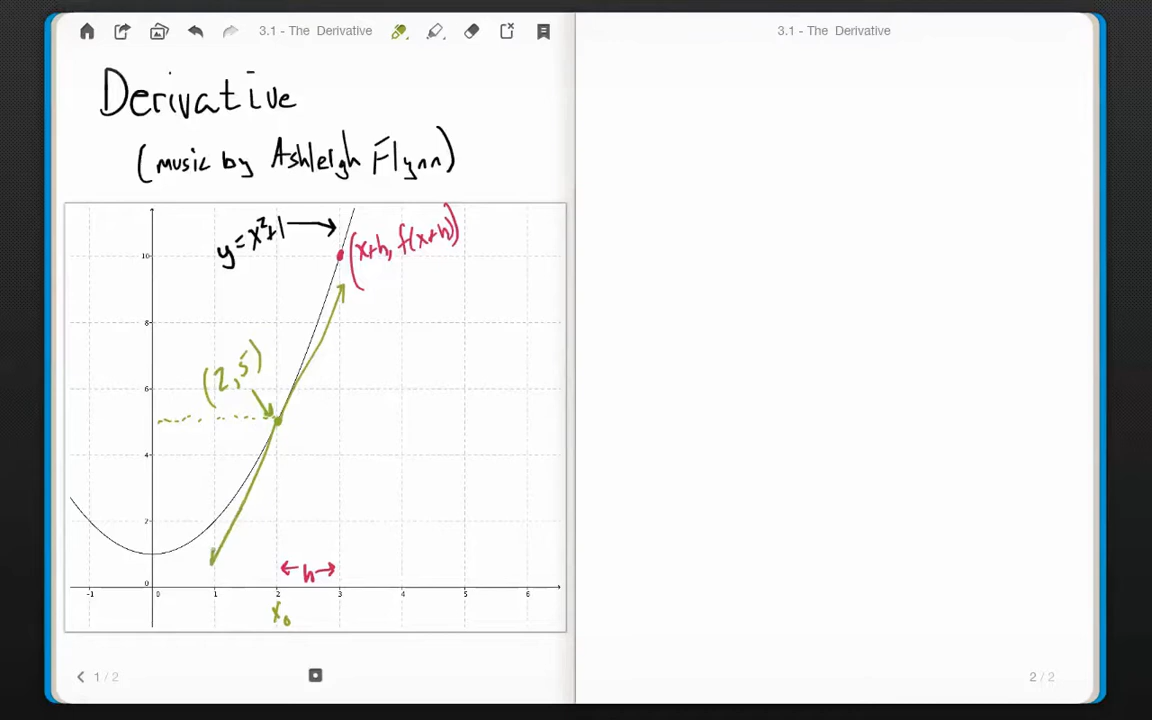 3.1 - The Derivative
3.1 - The Derivative
Derivative
(music by Ashleigh Flynn)
y=x²+1
(x+h, f(x+h))
10
8
(2,5)
6
4
2
h
0
-1 0 1 2 3 4 5 6
x₀
1 / 2
2 / 2